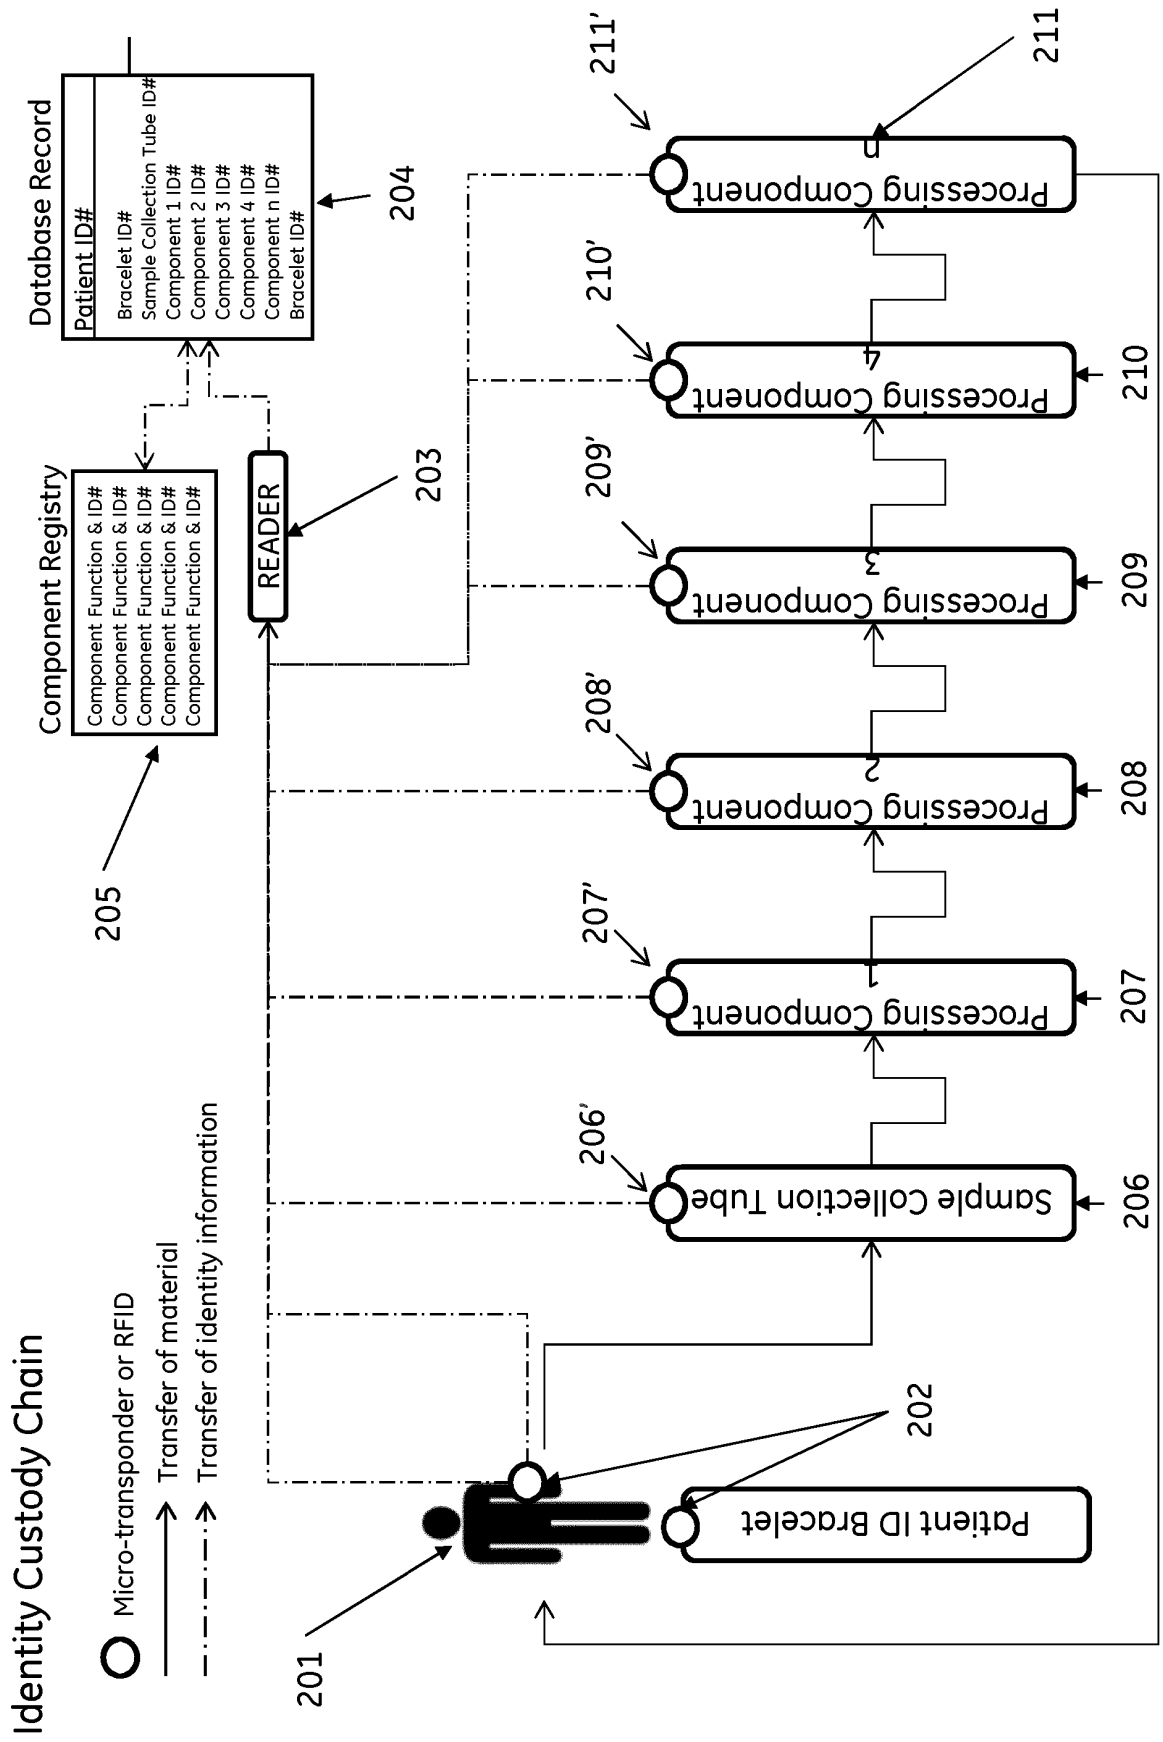 Identity Custody Chain
Micro-transponder or RFID
Transfer of material
Transfer of identity information
205
Component Registry
Component Function & ID#
Component Function & ID#
Component Function & ID#
Component Function & ID#
Component Function & ID#
Database Record
Patient ID#
Bracelet ID#
Sample Collection Tube ID#
Component 1 ID#
Component 2 ID#
Component 3 ID#
Component 4 ID#
Component n ID#
Bracelet ID#
204
READER
203
201
202
Patient ID Bracelet
206'
207'
208'
209'
210'
211'
Sample Collection Tube
Processing Component
1
Processing Component
2
Processing Component
3
Processing Component
4
Processing Component
n
206
207
208
209
210
211